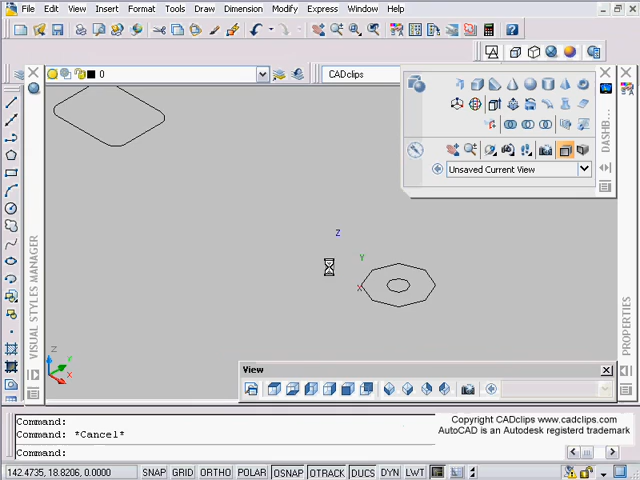 File Edit View Insert Format Tools Draw Dimension Modify Express Window Help
0
CADclips
DASHB...
Unsaved Current View
VISUAL STYLES MANAGER
PROPERTIES
Z
Y
X
Z
Y
X
View
Command:
Command: *Cancel*
Command:
Copyright CADclips www.cadclips.com
AutoCAD is an Autodesk registerd trademark
142.4735, 18.8206, 0.0000 SNAP GRID ORTHO POLAR OSNAP OTRACK DUCS DYN LWT